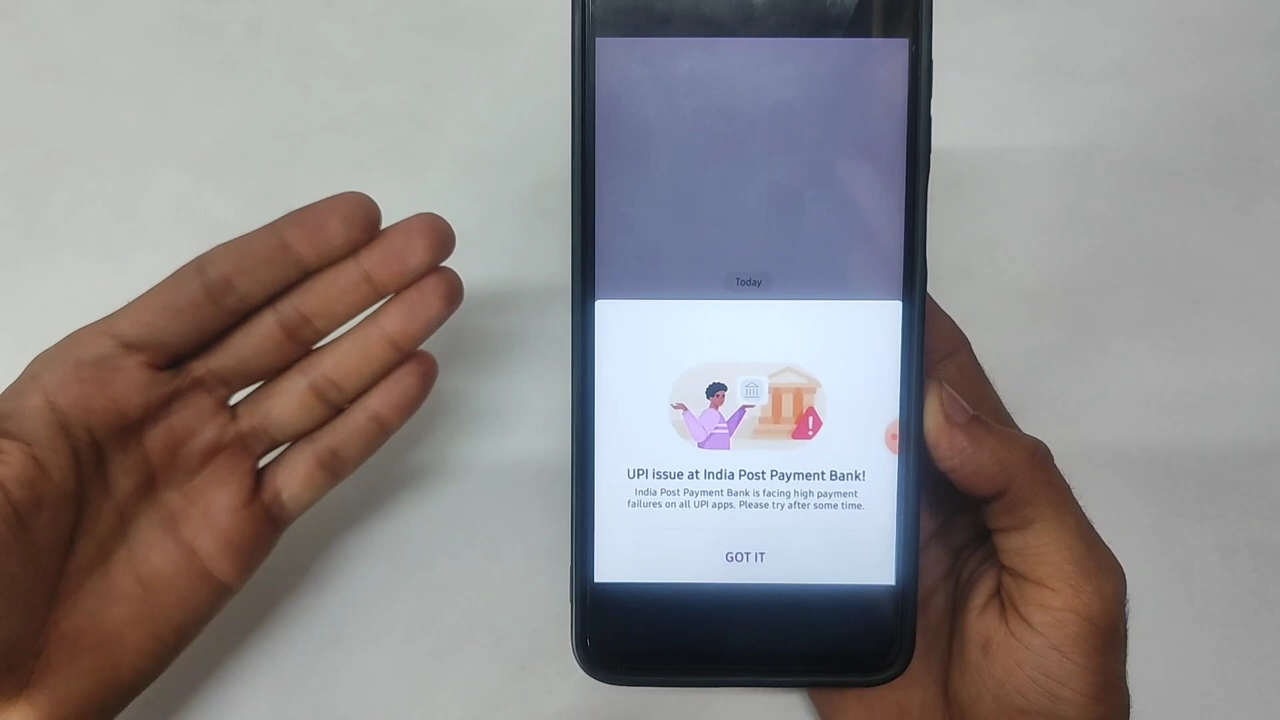 Today
UPI issue at India Post Payment Bank!
India Post Payment Bank is facing high payment
failures on all UPI apps. Please try after some time.
GOT IT